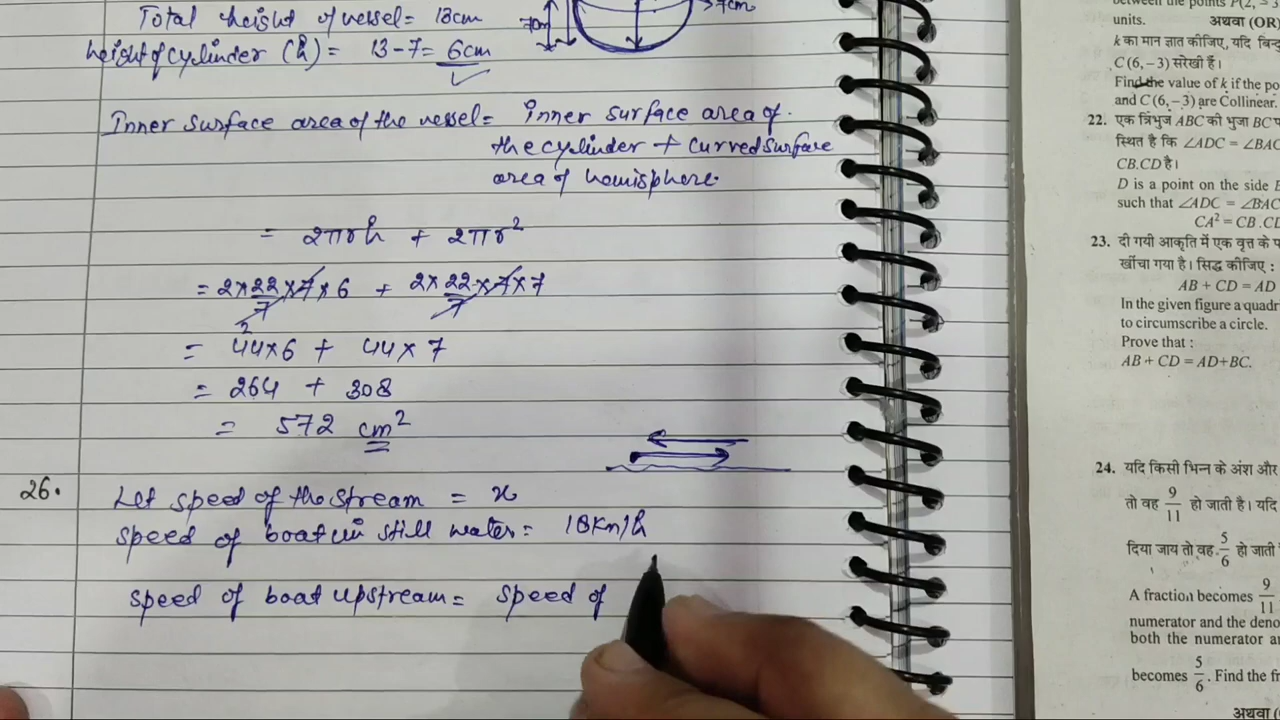 Total height of vessel = 13cm
height of cylinder (h) = 13-7= 6cm
7cm
7cm
Inner surface area of the vessel = inner surface area of
the cylinder + curved surface
area of hemisphere.
= 2πrh + 2πr²
= 2×22/7×7×6 + 2×22/7×7×7
= 44×6 + 44×7
= 264 + 308
= 572 cm²
26. Let speed of the stream = x
speed of boat in still water = 18km/h
speed of boat upstream = speed of
units. अथवा (OR)
k का मान ज्ञात कीजिए, यदि बिन्दु
C (6, –3) संरेखी हैं।
Find the value of k if the po
and C (6, –3) are Collinear.
22. एक त्रिभुज ABC की भुजा BC प
स्थित है कि ∠ADC = ∠BAC
CB.CD है।
D is a point on the side B
such that ∠ADC = ∠BAC
CA² = CB.CD
23. दी गयी आकृति में एक वृत्त के प
खींचा गया है। सिद्ध कीजिए :
AB + CD = AD
In the given figure a quadr
to circumscribe a circle.
Prove that :
AB + CD = AD+BC.
24. यदि किसी भिन्न के अंश और
तो वह 9/11 हो जाती है। यदि
दिया जाय तो वह 5/6 हो जाती
A fraction becomes 9/11
numerator and the deno
both the numerator a
becomes 5/6. Find the fr
अथवा (O